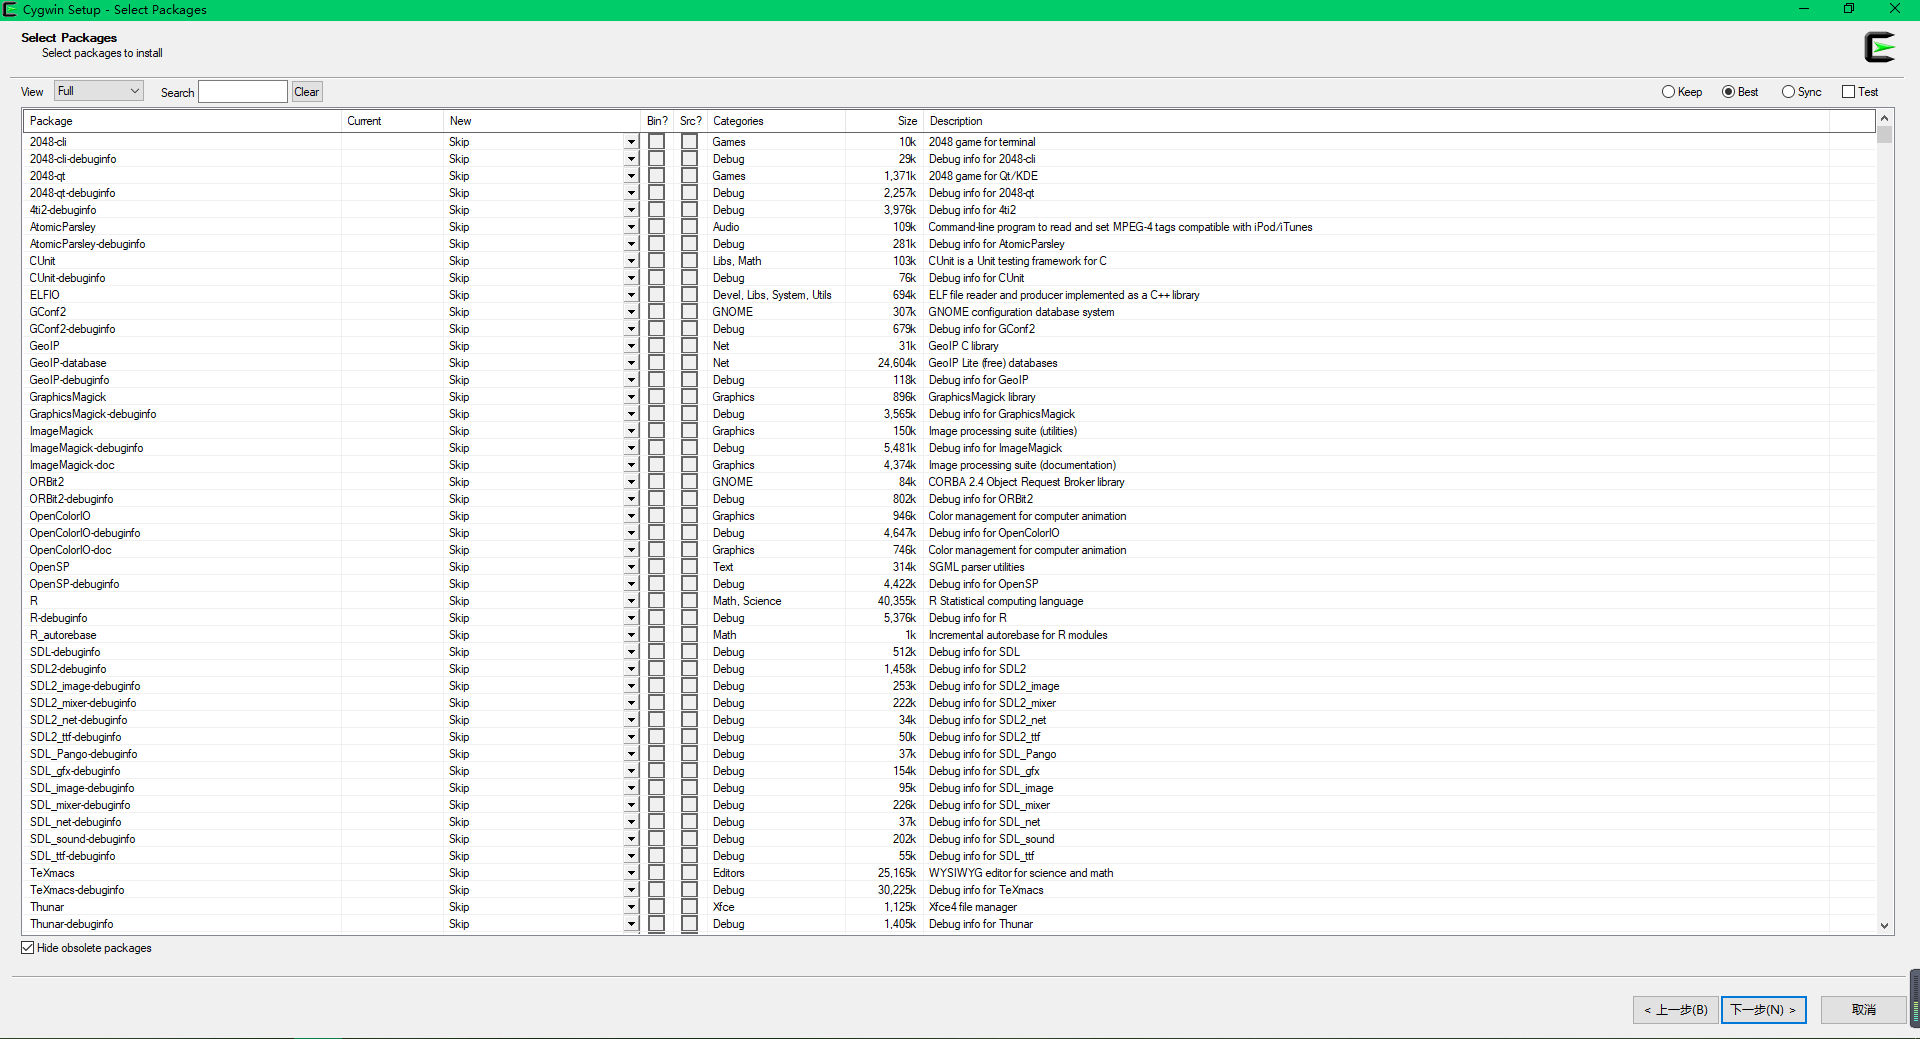 Cygwin Setup - Select Packages
Select Packages
Select packages to install
View Full Search Clear Keep Best Sync Test
Package Current New Bin? Src? Categories Size Description
2048-cli Skip Games 10k 2048 game for terminal
2048-cli-debuginfo Skip Debug 29k Debug info for 2048-cli
2048-qt Skip Games 1,371k 2048 game for Qt/KDE
2048-qt-debuginfo Skip Debug 2,257k Debug info for 2048-qt
4ti2-debuginfo Skip Debug 3,976k Debug info for 4ti2
AtomicParsley Skip Audio 109k Command-line program to read and set MPEG-4 tags compatible with iPod/iTunes
AtomicParsley-debuginfo Skip Debug 281k Debug info for AtomicParsley
CUnit Skip Libs, Math 103k CUnit is a Unit testing framework for C
CUnit-debuginfo Skip Debug 76k Debug info for CUnit
ELFIO Skip Devel, Libs, System, Utils 694k ELF file reader and producer implemented as a C++ library
GConf2 Skip GNOME 307k GNOME configuration database system
GConf2-debuginfo Skip Debug 679k Debug info for GConf2
GeoIP Skip Net 31k GeoIP C library
GeoIP-database Skip Net 24,604k GeoIP Lite (free) databases
GeoIP-debuginfo Skip Debug 118k Debug info for GeoIP
GraphicsMagick Skip Graphics 896k GraphicsMagick library
GraphicsMagick-debuginfo Skip Debug 3,565k Debug info for GraphicsMagick
ImageMagick Skip Graphics 150k Image processing suite (utilities)
ImageMagick-debuginfo Skip Debug 5,481k Debug info for ImageMagick
ImageMagick-doc Skip Graphics 4,374k Image processing suite (documentation)
ORBit2 Skip GNOME 84k CORBA 2.4 Object Request Broker library
ORBit2-debuginfo Skip Debug 802k Debug info for ORBit2
OpenColorIO Skip Graphics 946k Color management for computer animation
OpenColorIO-debuginfo Skip Debug 4,647k Debug info for OpenColorIO
OpenColorIO-doc Skip Graphics 746k Color management for computer animation
OpenSP Skip Text 314k SGML parser utilities
OpenSP-debuginfo Skip Debug 4,422k Debug info for OpenSP
R Skip Math, Science 40,355k R Statistical computing language
R-debuginfo Skip Debug 5,376k Debug info for R
R_autorebase Skip Math 1k Incremental autorebase for R modules
SDL-debuginfo Skip Debug 512k Debug info for SDL
SDL2-debuginfo Skip Debug 1,458k Debug info for SDL2
SDL2_image-debuginfo Skip Debug 253k Debug info for SDL2_image
SDL2_mixer-debuginfo Skip Debug 222k Debug info for SDL2_mixer
SDL2_net-debuginfo Skip Debug 34k Debug info for SDL2_net
SDL2_ttf-debuginfo Skip Debug 50k Debug info for SDL2_ttf
SDL_Pango-debuginfo Skip Debug 37k Debug info for SDL_Pango
SDL_gfx-debuginfo Skip Debug 154k Debug info for SDL_gfx
SDL_image-debuginfo Skip Debug 95k Debug info for SDL_image
SDL_mixer-debuginfo Skip Debug 226k Debug info for SDL_mixer
SDL_net-debuginfo Skip Debug 37k Debug info for SDL_net
SDL_sound-debuginfo Skip Debug 202k Debug info for SDL_sound
SDL_ttf-debuginfo Skip Debug 55k Debug info for SDL_ttf
TeXmacs Skip Editors 25,165k WYSIWYG editor for science and math
TeXmacs-debuginfo Skip Debug 30,225k Debug info for TeXmacs
Thunar Skip Xfce 1,125k Xfce4 file manager
Thunar-debuginfo Skip Debug 1,405k Debug info for Thunar
Hide obsolete packages
< 上一步(B) 下一步(N) > 取消